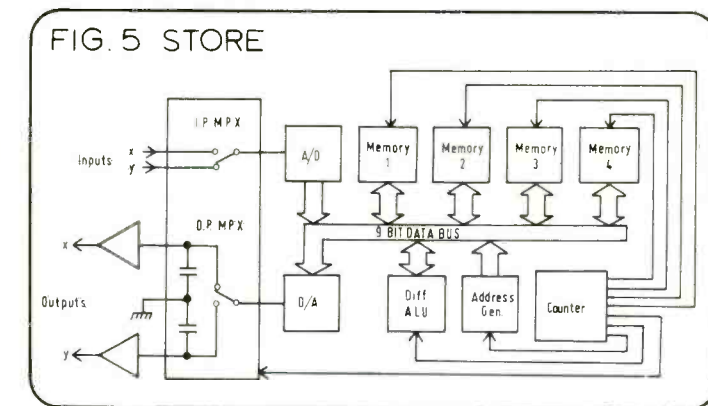 FIG. 5 STORE
I.P. MPX
Inputs
x
y
A/D
Memory
1
Memory
2
Memory
3
Memory
4
9 BIT DATA BUS
O.P. MPX
x
Outputs
y
D/A
Diff
ALU
Address
Gen.
Counter